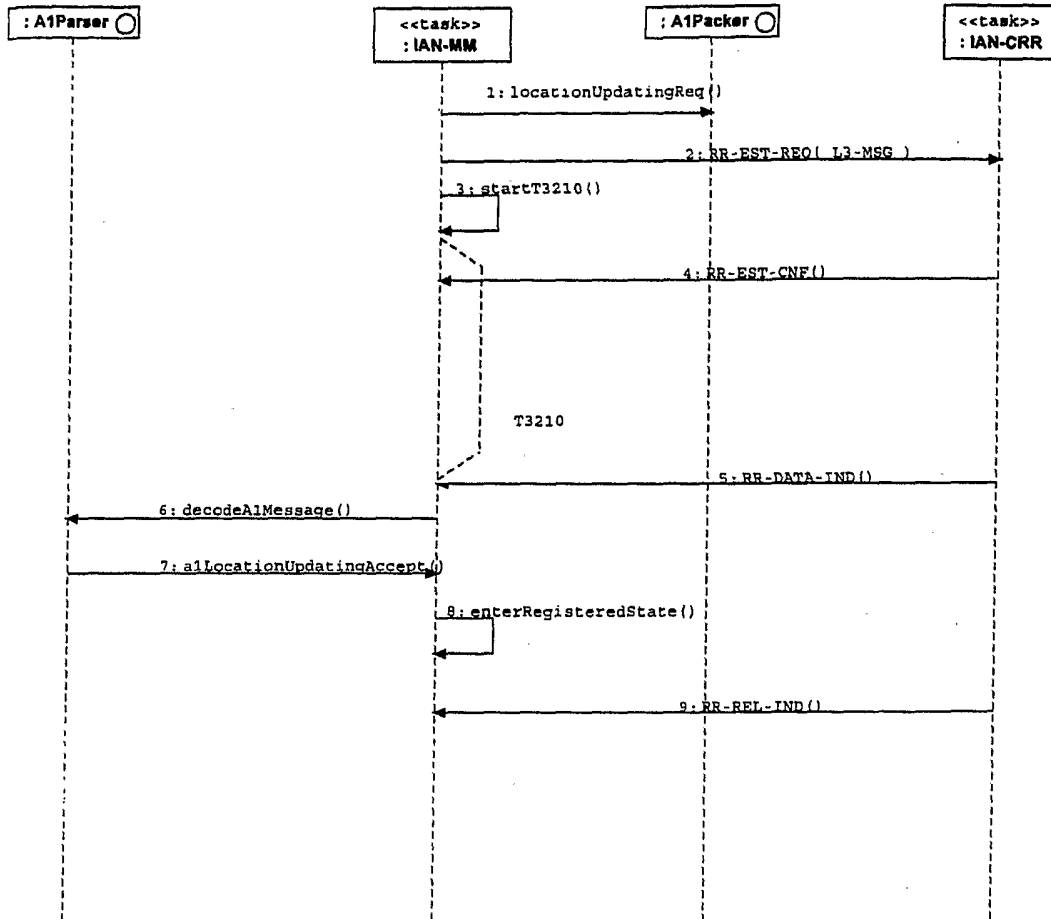 : A1Parser
<<task>>
: IAN-MM
: A1Packer
<<task>>
: IAN-CRR
1: locationUpdatingReq()
2: RR-EST-REQ( L3-MSG )
3: startT3210()
4: RR-EST-CNF()
T3210
5: RR-DATA-IND()
6: decodeA1Message()
7: a1LocationUpdatingAccept()
8: enterRegisteredState()
9: RR-REL-IND()